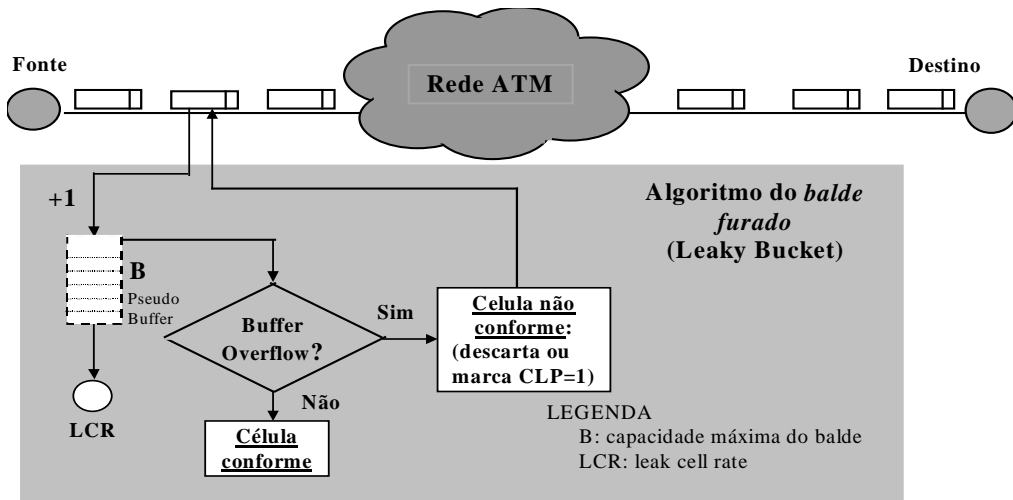 Fonte
Rede ATM
Destino
+1
Algoritmo do balde
furado
(Leaky Bucket)
B
Pseudo
Buffer
Buffer
Overflow?
Sim
Celula não
conforme:
(descarta ou
marca CLP=1)
Não
LCR
Célula
conforme
LEGENDA
B: capacidade máxima do balde
LCR: leak cell rate